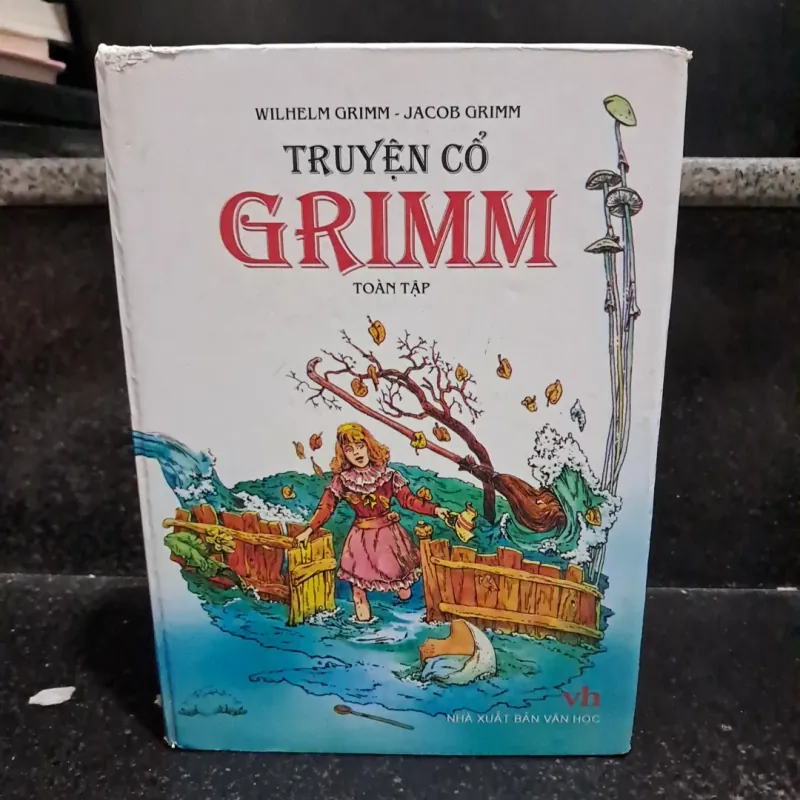 WILHELM GRIMM - JACOB GRIMM
TRUYỆN CỔ
GRIMM
TOÀN TẬP
vh
NHÀ XUẤT BẢN VĂN HỌC